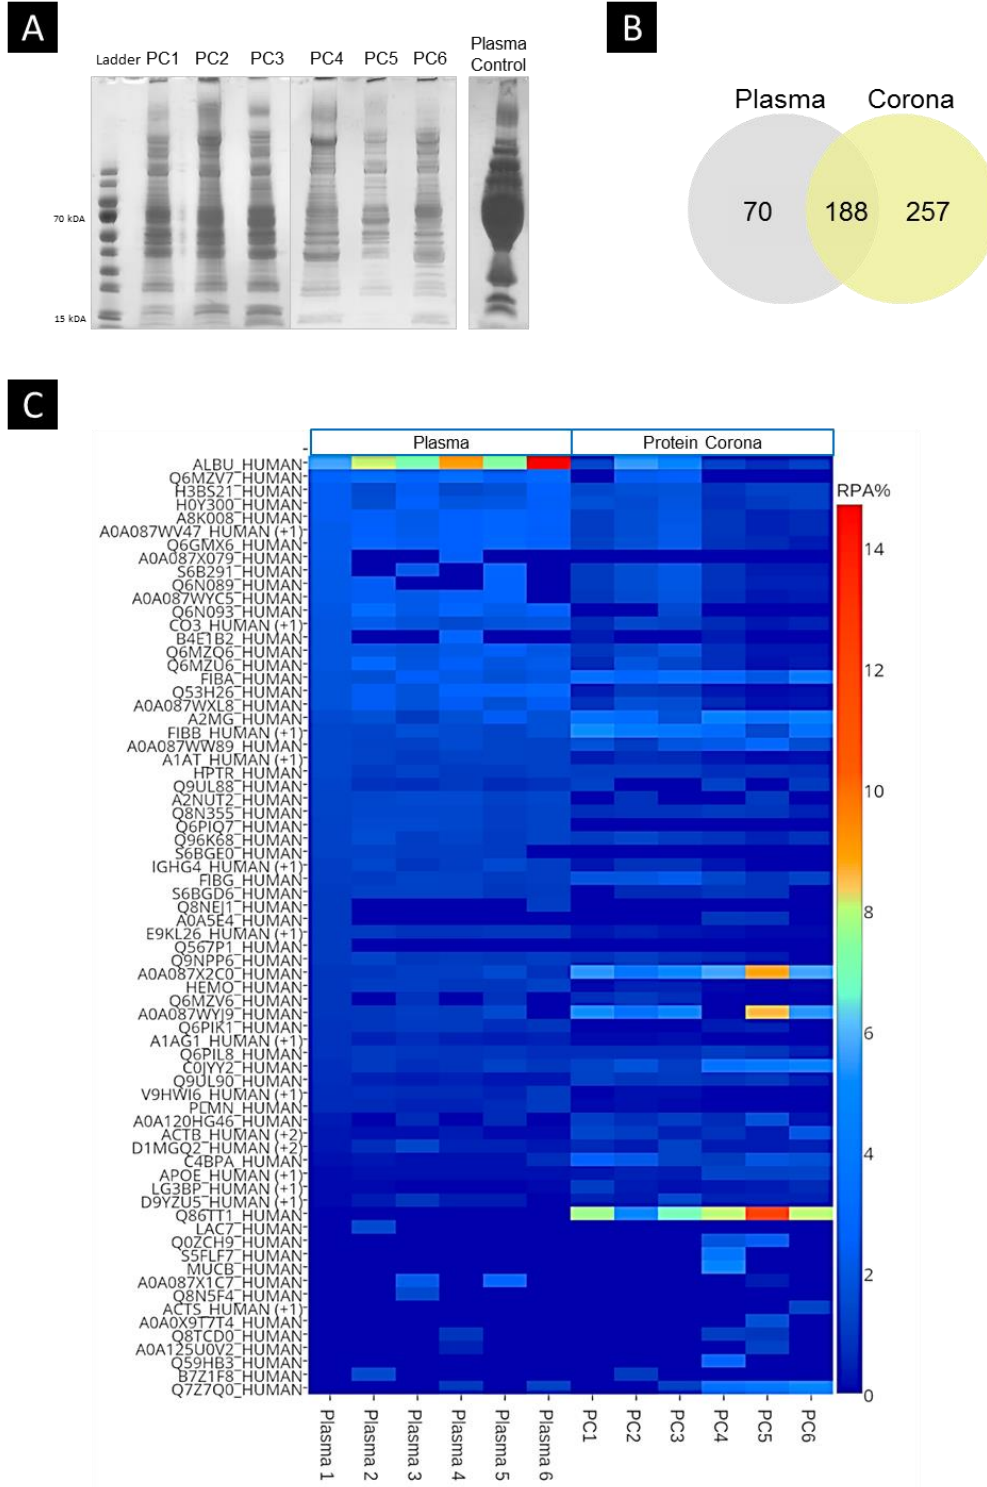 A
B
Ladder PC1 PC2 PC3 PC4 PC5 PC6
Plasma
Control
70 kDA
15 kDA
Plasma Corona
70 188 257
C
Plasma Protein Corona
RPA%
ALBU_HUMAN
Q6MZV7_HUMAN
H3BS21_HUMAN
H0Y300_HUMAN
A8K008_HUMAN
A0A087WV47_HUMAN (+1)
Q6GMX6_HUMAN
A0A087X079_HUMAN
S6B291_HUMAN
Q6N089_HUMAN
A0A087WYC5_HUMAN
Q6N093_HUMAN
CO3_HUMAN (+1)
B4E1B2_HUMAN
Q6MZQ6_HUMAN
Q6MZU6_HUMAN
FIBA_HUMAN
Q53H26_HUMAN
A0A087WXL8_HUMAN
A2MG_HUMAN
FIBB_HUMAN (+1)
A0A087WW89_HUMAN
A1AT_HUMAN (+1)
HPTR_HUMAN
Q9UL88_HUMAN
A2NUT2_HUMAN
Q8N355_HUMAN
Q6PIQ7_HUMAN
Q96K68_HUMAN
S6BGE0_HUMAN
IGHG4_HUMAN (+1)
FIBG_HUMAN
S6BGD6_HUMAN
Q8NEJ1_HUMAN
A0A5E4_HUMAN
E9KL26_HUMAN (+1)
Q567P1_HUMAN
Q9NPP6_HUMAN
A0A087X2C0_HUMAN
HEMO_HUMAN
Q6MZV6_HUMAN
A0A087WYJ9_HUMAN
Q6PIK1_HUMAN
A1AG1_HUMAN (+1)
Q6PIL8_HUMAN
C0JYY2_HUMAN
Q9UL90_HUMAN
V9HWI6_HUMAN (+1)
PLMN_HUMAN
A0A120HG46_HUMAN
ACTB_HUMAN (+2)
D1MGQ2_HUMAN (+2)
C4BPA_HUMAN
APOE_HUMAN (+1)
LG3BP_HUMAN (+1)
D9YZU5_HUMAN (+1)
Q86TT1_HUMAN
LAC7_HUMAN
Q0ZCH9_HUMAN
S5FLF7_HUMAN
MUCB_HUMAN
A0A087X1C7_HUMAN
Q8N5F4_HUMAN
ACTS_HUMAN (+1)
A0A0X9T7T4_HUMAN
Q8TCD0_HUMAN
A0A125U0V2_HUMAN
Q59HB3_HUMAN
B7Z1F8_HUMAN
Q7Z7Q0_HUMAN
14
12
10
8
6
4
2
0
Plasma 1 Plasma 2 Plasma 3 Plasma 4 Plasma 5 Plasma 6 PC1 PC2 PC3 PC4 PC5 PC6